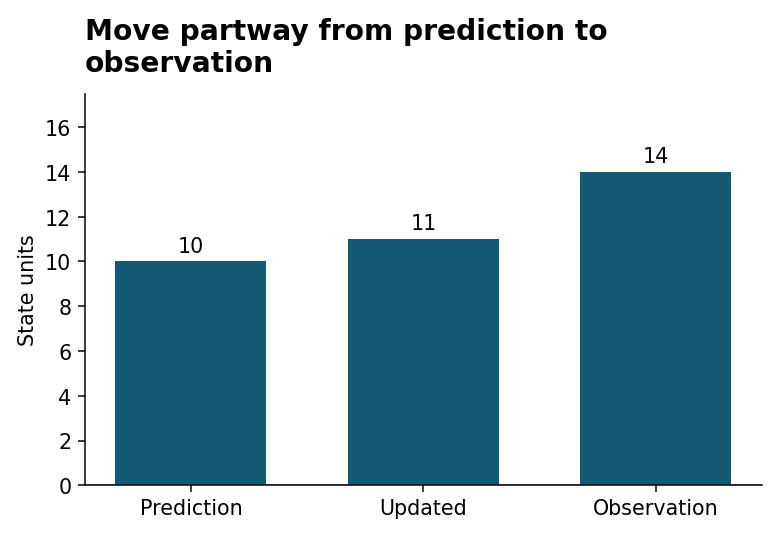 Move partway from prediction to
observation
State units
16
14
12
10
8
6
4
2
0
10
11
14
Prediction
Updated
Observation